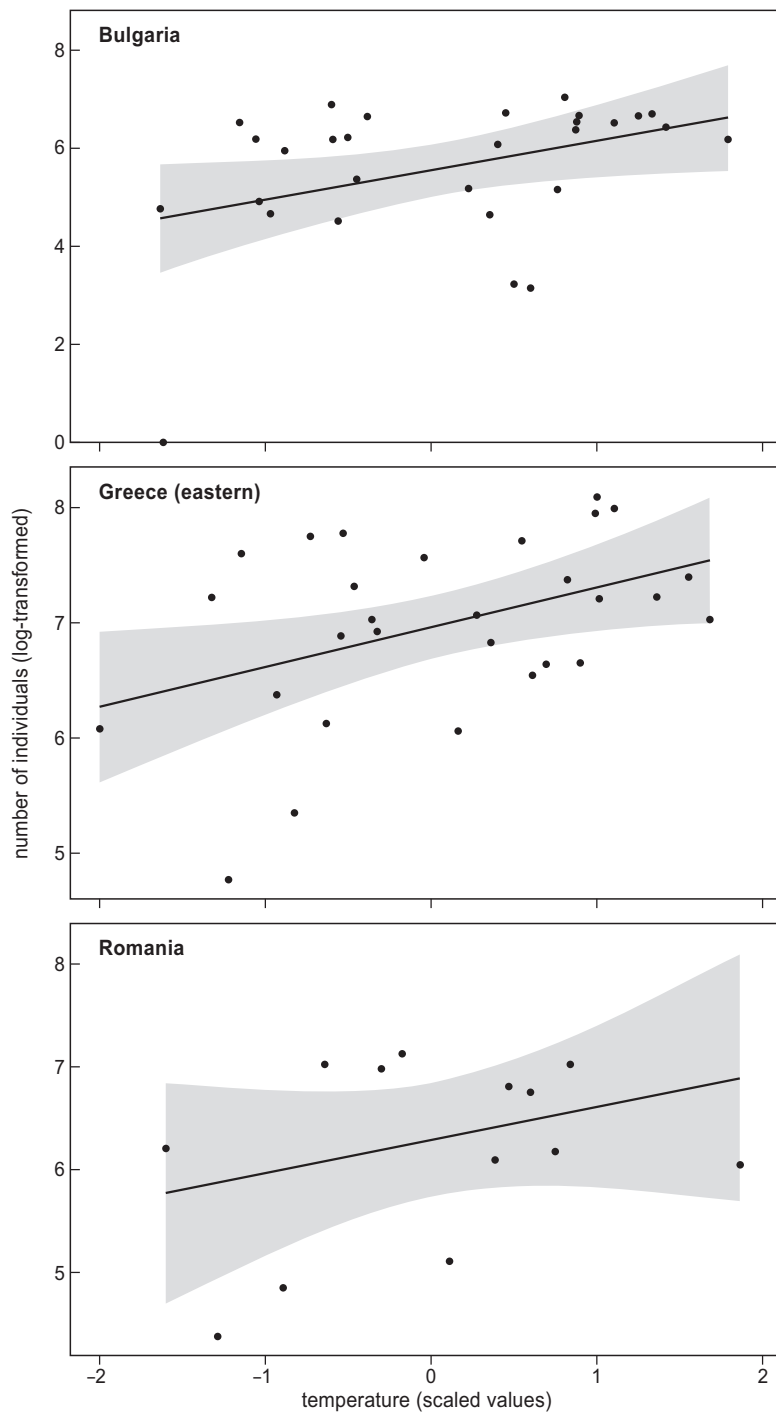 Bulgaria
8
6
4
2
0
Greece (eastern)
8
7
6
5
number of individuals (log-transformed)
Romania
8
7
6
5
−2 −1 0 1 2
temperature (scaled values)